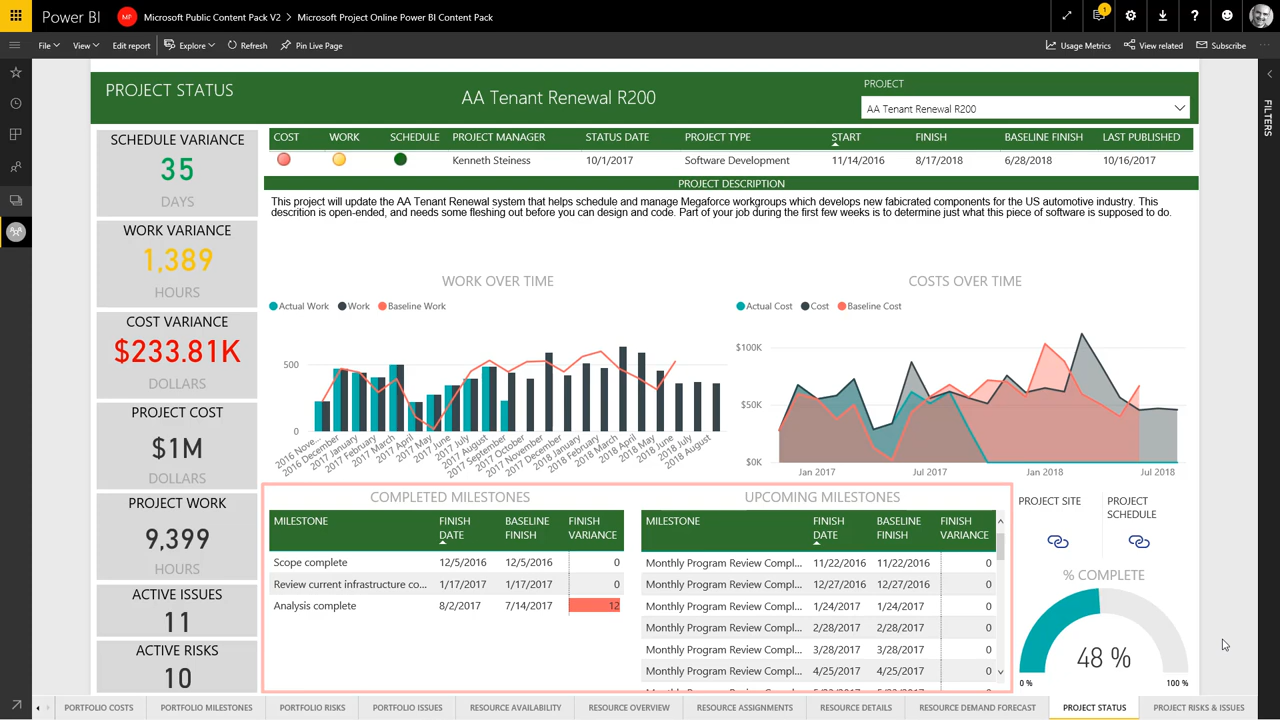 Power BI
MP
Microsoft Public Content Pack V2 > Microsoft Project Online Power BI Content Pack
1
?
File View Edit report Explore Refresh Pin Live Page
Usage Metrics View related Subscribe ...
FILTERS
PROJECT STATUS
AA Tenant Renewal R200
PROJECT
AA Tenant Renewal R200
SCHEDULE VARIANCE
35
DAYS
WORK VARIANCE
1,389
HOURS
COST VARIANCE
$233.81K
DOLLARS
PROJECT COST
$1M
DOLLARS
PROJECT WORK
9,399
HOURS
ACTIVE ISSUES
11
ACTIVE RISKS
10
COST WORK SCHEDULE PROJECT MANAGER STATUS DATE PROJECT TYPE START FINISH BASELINE FINISH LAST PUBLISHED
Kenneth Steiness 10/1/2017 Software Development 11/14/2016 8/17/2018 6/28/2018 10/16/2017
PROJECT DESCRIPTION
This project will update the AA Tenant Renewal system that helps schedule and manage Megaforce workgroups which develops new fabicrated components for the US automotive industry. This
descrition is open-ended, and needs some fleshing out before you can design and code. Part of your job during the first few weeks is to determine just what this piece of software is supposed to do.
WORK OVER TIME
Actual Work Work Baseline Work
500
0
2016 Nove... 2016 December 2017 January 2017 February 2017 March 2017 April 2017 May 2017 June 2017 July 2017 August 2017 September 2017 October 2017 November 2017 December 2018 January 2018 February 2018 March 2018 April 2018 May 2018 June 2018 July 2018 August
COSTS OVER TIME
Actual Cost Cost Baseline Cost
$100K
$50K
$0K
Jan 2017 Jul 2017 Jan 2018 Jul 2018
COMPLETED MILESTONES
MILESTONE FINISH DATE BASELINE FINISH FINISH VARIANCE
Scope complete 12/5/2016 12/5/2016 0
Review current infrastructure co... 1/17/2017 1/17/2017 0
Analysis complete 8/2/2017 7/14/2017 12
UPCOMING MILESTONES
MILESTONE FINISH DATE BASELINE FINISH FINISH VARIANCE
Monthly Program Review Compl... 11/22/2016 11/22/2016 0
Monthly Program Review Compl... 12/27/2016 12/27/2016 0
Monthly Program Review Compl... 1/24/2017 1/24/2017 0
Monthly Program Review Compl... 2/28/2017 2/28/2017 0
Monthly Program Review Compl... 3/28/2017 3/28/2017 0
Monthly Program Review Compl... 4/25/2017 4/25/2017 0
PROJECT SITE
PROJECT SCHEDULE
% COMPLETE
48 %
0 % 100 %
PORTFOLIO COSTS PORTFOLIO MILESTONES PORTFOLIO RISKS PORTFOLIO ISSUES RESOURCE AVAILABILITY RESOURCE OVERVIEW RESOURCE ASSIGNMENTS RESOURCE DETAILS RESOURCE DEMAND FORECAST PROJECT STATUS PROJECT RISKS & ISSUES